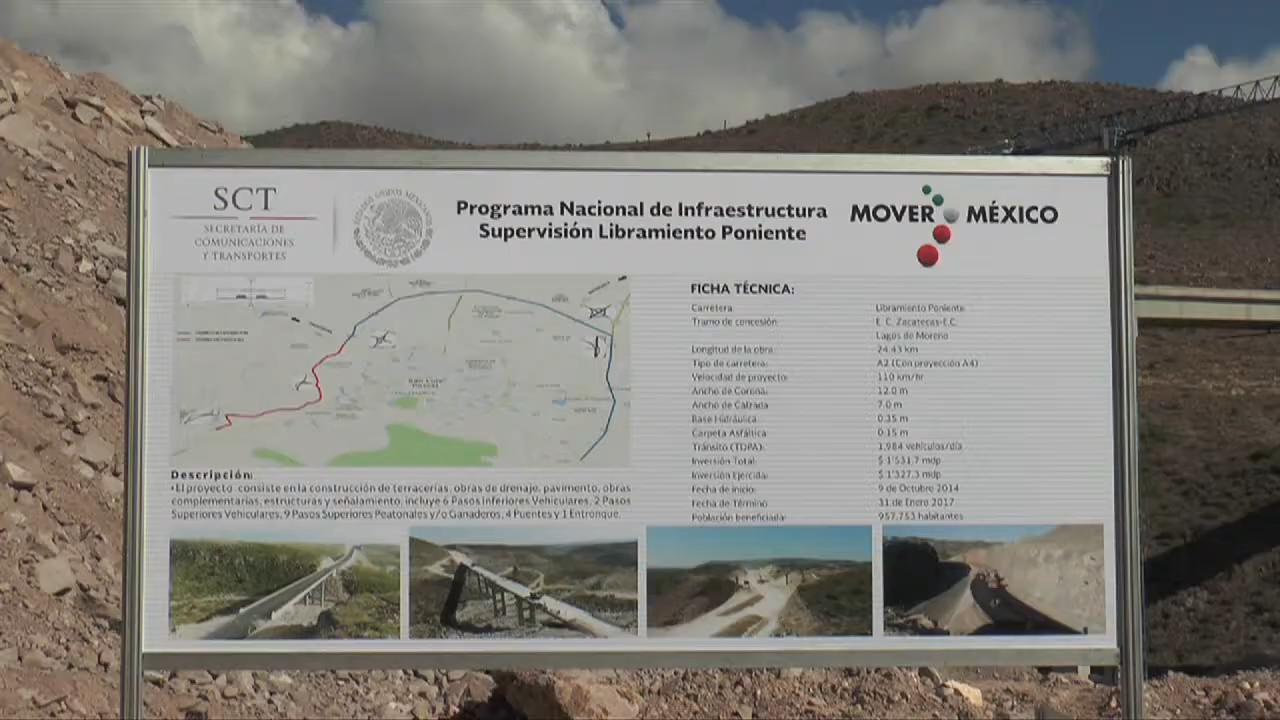 SCT
SECRETARÍA DE
COMUNICACIONES
Y TRANSPORTES
Programa Nacional de Infraestructura
Supervisión Libramiento Poniente
MOVER MÉXICO
FICHA TÉCNICA:
Carretera: Libramiento Poniente
Tramo de concesión: E. C. Zacatecas-E.C.
Lagos de Moreno
Longitud de la obra: 24.43 km
Tipo de carretera: A2 (Con proyección A4)
Velocidad de proyecto: 110 km/hr
Ancho de Corona: 12.0 m
Ancho de Calzada 7.0 m
Base Hidráulica 0.35 m
Carpeta Asfáltica 0.15 m
Tránsito (TDPA): 1,984 vehículos/día
Inversión Total: $ 1'531.7 mdp
Inversión Ejercida: $ 1'327.3 mdp
Fecha de inicio: 9 de Octubre 2014
Fecha de Término 31 de Enero 2017
Población beneficiada: 957,753 habitantes
Descripción:
• El proyecto consiste en la construcción de terracerías, obras de drenaje, pavimento, obras
complementarias, estructuras y señalamiento, incluye 6 Pasos Inferiores Vehiculares, 2 Pasos
Superiores Vehiculares, 9 Pasos Superiores Peatonales y/o Ganaderos, 4 Puentes y 1 Entronque.